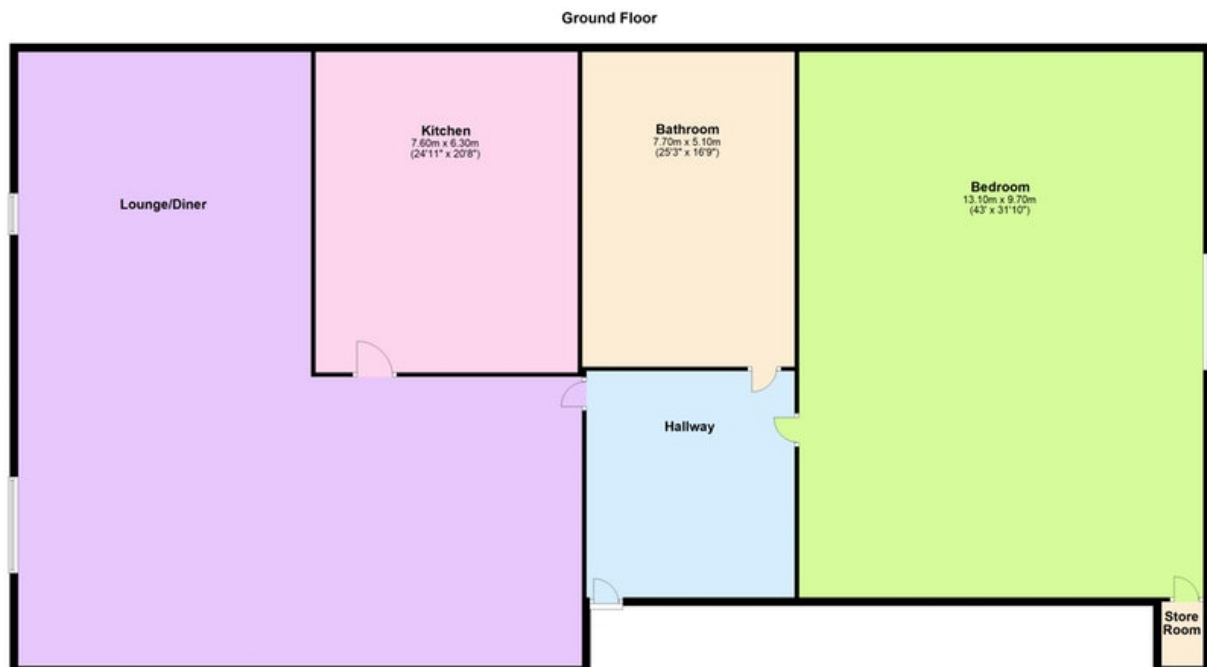 Ground Floor
Kitchen
7.60m x 6.30m
(24'11" x 20'8")
Bathroom
7.70m x 5.10m
(25'3" x 16'9")
Bedroom
13.10m x 9.70m
(43' x 31'10")
Lounge/Diner
Hallway
Store
Room